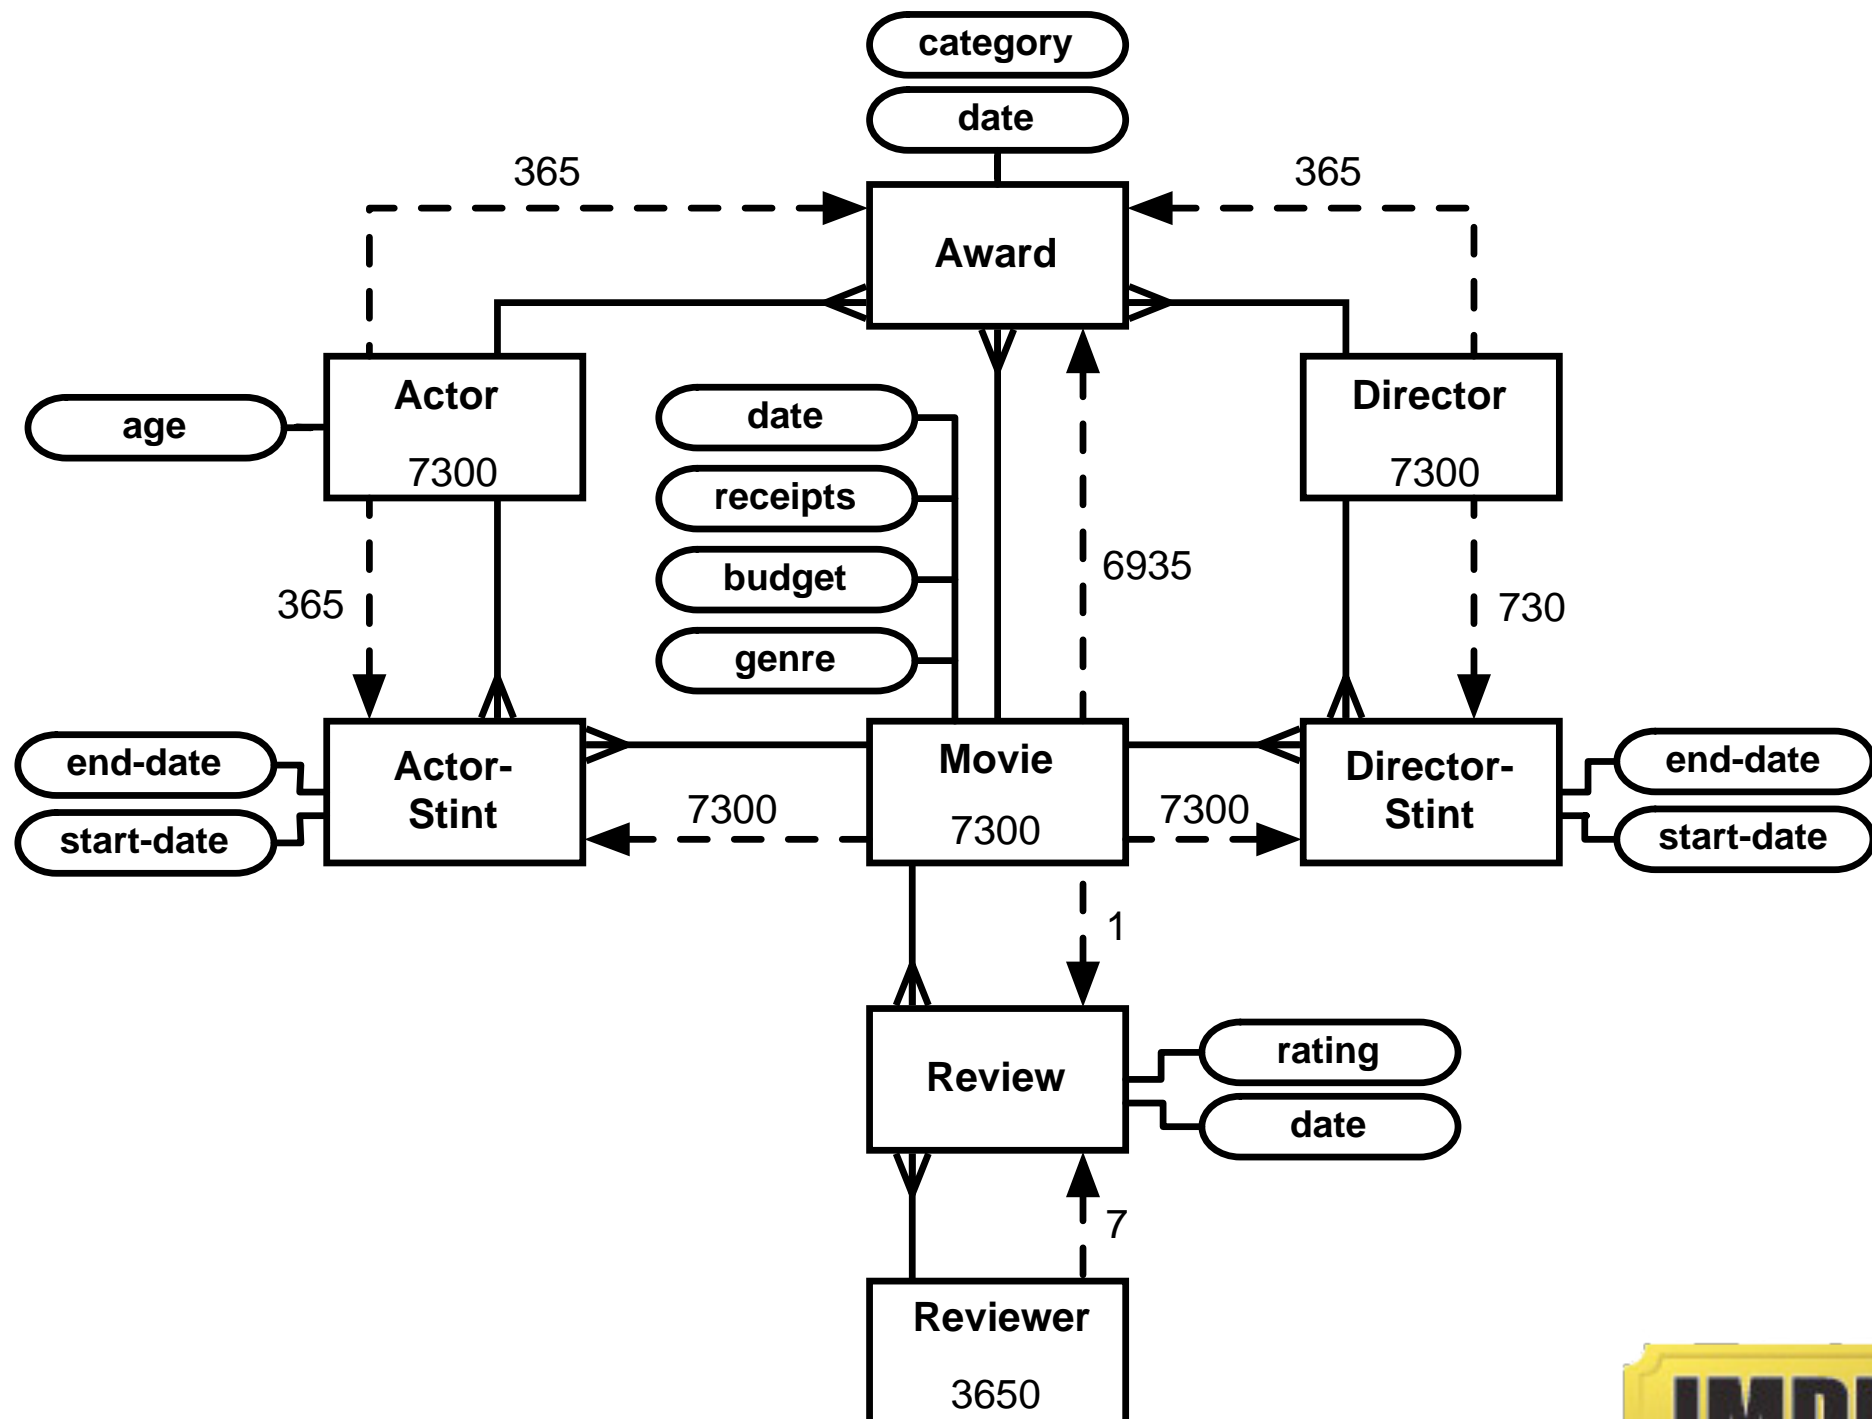 category
date
365
365
Award
Actor
7300
age
date
receipts
budget
genre
Director
7300
6935
365
730
end-date
start-date
Actor-
Stint
7300
Movie
7300
7300
Director-
Stint
end-date
start-date
1
Review
rating
date
7
Reviewer
3650